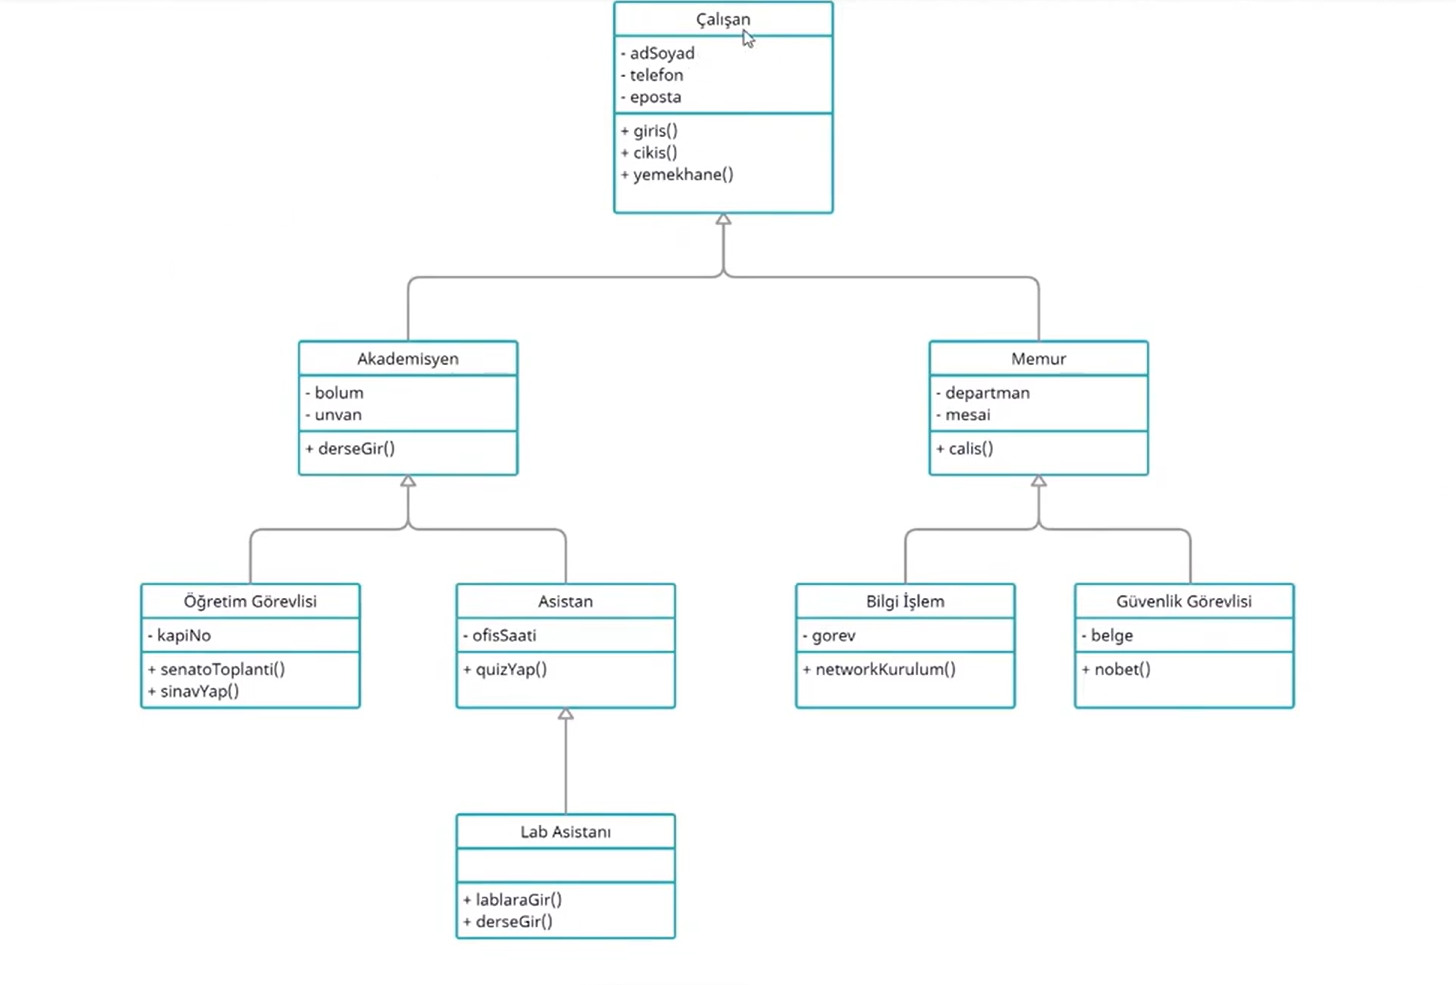 Çalışan
- adSoyad
- telefon
- eposta
+ giris()
+ cikis()
+ yemekhane()
Akademisyen
- bolum
- unvan
+ derseGir()
Memur
- departman
- mesai
+ calis()
Öğretim Görevlisi
- kapiNo
+ senatoToplanti()
+ sinavYap()
Asistan
- ofisSaati
+ quizYap()
Bilgi İşlem
- gorev
+ networkKurulum()
Güvenlik Görevlisi
- belge
+ nobet()
Lab Asistanı
+ lablaraGir()
+ derseGir()